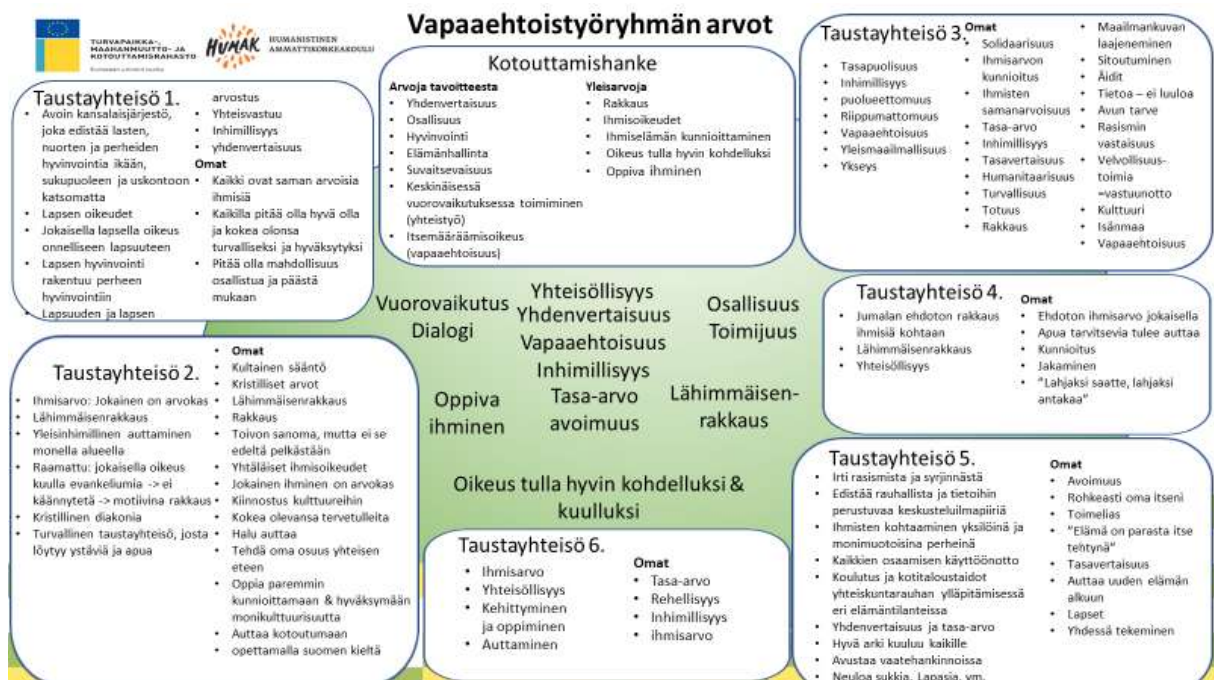 TURVAPAIKKA-,
MAAHANMUUTTO- JA
KOTOUTTAMISRAHASTO
HUMAK
HUMANISTINEN
AMMATTIKORKEAKOULU
Vapaaehtoistyöryhmän arvot
Taustayhteisö 1.
• Avoin kansalaisjärjestö,
joka edistää lasten,
nuorten ja perheiden
hyvinvointia ikään,
sukupuoleen ja uskontoon
katsomatta
• Lapsen oikeudet
• Jokaisella lapsella oikeus
onnelliseen lapsuuteen
• Lapsen hyvinvointi
rakentuu perheen
hyvinvointiin
• Lapsuuden ja lapsen
arvostus
• Yhteisvastuu
• Inhimillisyys
• yhdenvertaisuus
Omat
• Kaikki ovat saman arvoisia
ihmisiä
• Kaikilla pitää olla hyvä olla
ja kokea olonsa
turvalliseksi ja hyväksytyksi
• Pitää olla mahdollisuus
osallistua ja päästä
mukaan
Kotouttamishanke
Arvoja tavoitteesta
• Yhdenvertaisuus
• Osallisuus
• Hyvinvointi
• Elämänhallinta
• Suvaitsevaisuus
• Keskinäisessä
vuorovaikutuksessa toimiminen
(yhteistyö)
• Itsemääräämisoikeus
(vapaaehtoisuus)
Yleisarvoja
• Rakkaus
• Ihmisoikeudet
• Ihmiselämän kunnioittaminen
• Oikeus tulla hyvin kohdelluksi
• Oppiva ihminen
Taustayhteisö 3.
• Tasapuolisuus
• Inhimillisyys
• puolueettomuus
• Riippumattomuus
• Vapaaehtoisuus
• Yleismaailmallisuus
• Ykseys
Omat
• Solidaarisuus
• Ihmisarvon
kunnioitus
• Ihmisten
samanarvoisuus
• Tasa-arvo
• Inhimillisyys
• Tasavertaisuus
• Humanitaarisuus
• Turvallisuus
• Totuus
• Rakkaus
• Maailmankuvan
laajeneminen
• Sitoutuminen
• Äidit
• Tietoa – ei luuloa
• Avun tarve
• Rasismin
vastaisuus
• Velvollisuus-
toimia
=vastuunotto
• Kulttuuri
• Isänmaa
• Vapaaehtoisuus
Vuorovaikutus
Dialogi
Yhteisöllisyys
Yhdenvertaisuus
Vapaaehtoisuus
Inhimillisyys
Tasa-arvo
avoimuus
Osallisuus
Toimijuus
Oppiva
ihminen
Lähimmäisen-
rakkaus
Oikeus tulla hyvin kohdelluksi &
kuulluksi
Taustayhteisö 2.
• Ihmisarvo: Jokainen on arvokas
• Lähimmäisenrakkaus
• Yleisinhimillinen auttaminen
monella alueella
• Raamattu: jokaisella oikeus
kuulla evankeliumia -> ei
käännytetä -> motiivina rakkaus
• Kristillinen diakonia
• Turvallinen taustayhteisö, josta
löytyy ystäviä ja apua
• Omat
• Kultainen sääntö
• Kristilliset arvot
• Lähimmäisenrakkaus
• Rakkaus
• Toivon sanoma, mutta ei se
edeltä pelkästään
• Yhtäläiset ihmisoikeudet
• Jokainen ihminen on arvokas
• Kiinnostus kulttuureihin
• Kokea olevansa tervetulleita
• Halu auttaa
• Tehdä oma osuus yhteisen
eteen
• Oppia paremmin
kunnioittamaan & hyväksymään
monikulttuurisuutta
• Auttaa kotoutumaan
• opettamalla suomen kieltä
Taustayhteisö 4.
• Jumalan ehdoton rakkaus
ihmisiä kohtaan
• Lähimmäisenrakkaus
• Yhteisöllisyys
Omat
• Ehdoton ihmisarvo jokaisella
• Apua tarvitsevia tulee auttaa
• Kunnioitus
• Jakaminen
• "Lahjaksi saatte, lahjaksi
antakaa"
Taustayhteisö 6.
• Ihmisarvo
• Yhteisöllisyys
• Kehittyminen
ja oppiminen
• Auttaminen
Omat
• Tasa-arvo
• Rehellisyys
• Inhimillisyys
• ihmisarvo
Taustayhteisö 5.
• Irti rasismista ja syrjinnästä
• Edistää rauhallista ja tietoihin
perustuvaa keskusteluilmapiiriä
• Ihmisten kohtaaminen yksilöinä ja
monimuotoisina perheinä
• Kaikkien osaamisen käyttöönotto
• Koulutus ja kotitaloustaidot
yhteiskuntarauhan ylläpitämisessä
eri elämäntilanteissa
• Yhdenvertaisuus ja tasa-arvo
• Hyvä arki kuuluu kaikille
• Avustaa vaatehankinnoissa
• Neuloa sukkia, Lapasia, ym.
Omat
• Avoimuus
• Rohkeasti oma itseni
• Toimelias
• "Elämä on parasta itse
tehtynä"
• Tasavertaisuus
• Auttaa uuden elämän
alkuun
• Lapset
• Yhdessä tekeminen